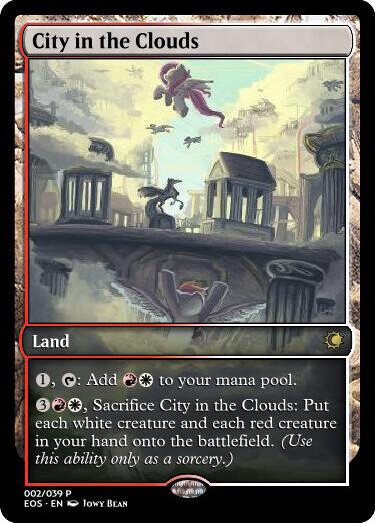 City in the Clouds
Land
1, T: Add RW to your mana pool.
3RW, Sacrifice City in the Clouds: Put
each white creature and each red creature
in your hand onto the battlefield. (Use
this ability only as a sorcery.)
002/039 P
EOS • EN Jowy Bean